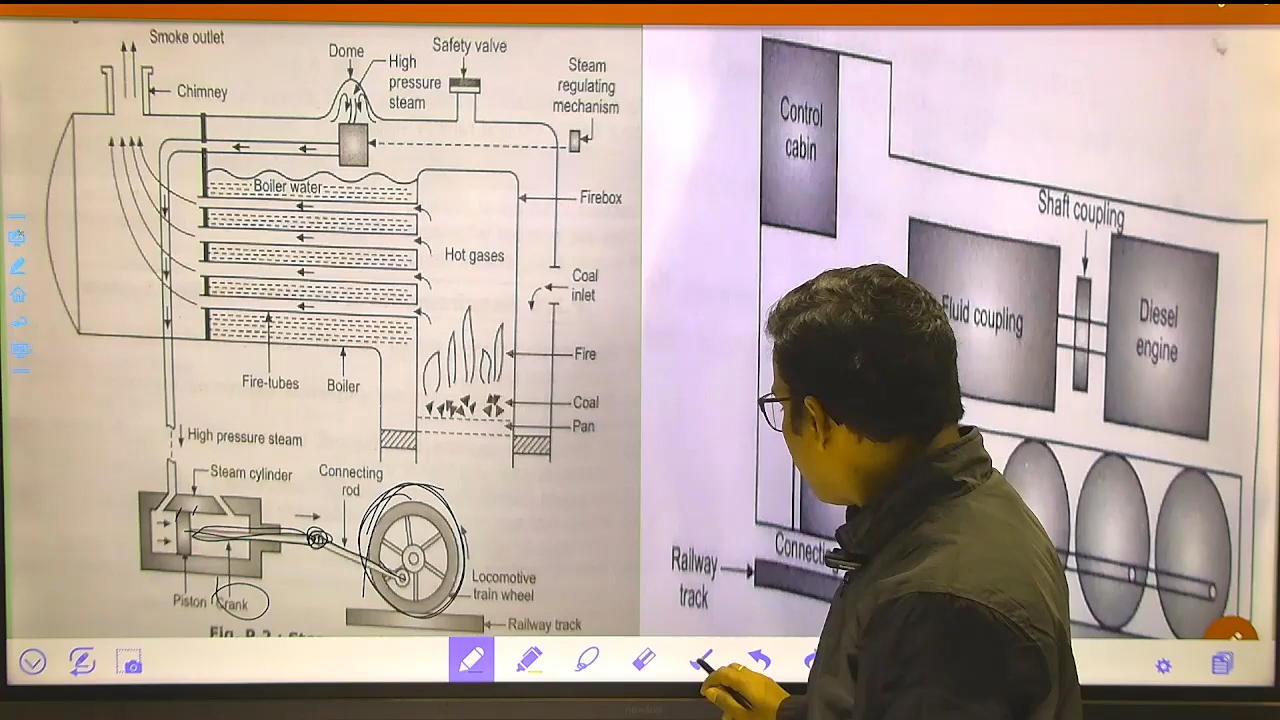 Smoke outlet
Chimney
Dome
High
pressure
steam
Safety valve
Steam
regulating
mechanism
Boiler water
Firebox
Hot gases
Coal
inlet
Fire
Coal
Pan
Fire-tubes
Boiler
High pressure steam
Steam cylinder
Connecting
rod
Piston
Crank
Locomotive
train wheel
Railway track
Control
cabin
Shaft coupling
Fluid coupling
Diesel
engine
Railway
track